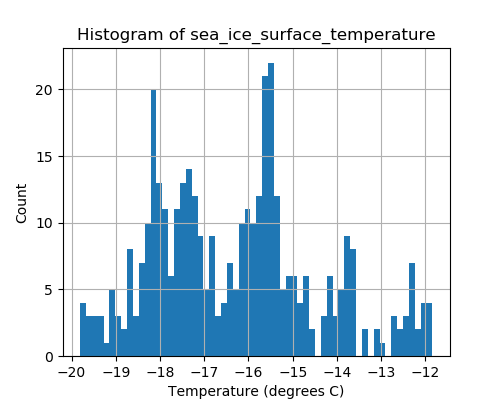 Histogram of sea_ice_surface_temperature
20
15
10
5
0
Count
−20 −19 −18 −17 −16 −15 −14 −13 −12
Temperature (degrees C)